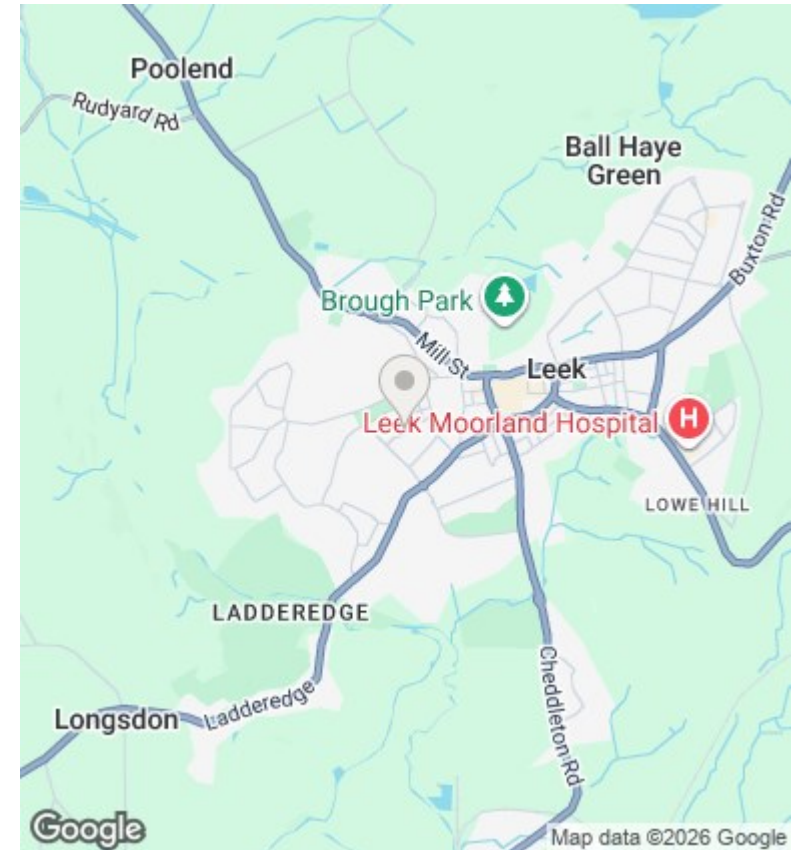 Poolend
Rudyard Rd
Ball Haye
Green
Buxton Rd
Brough Park
Mill St
Leek
Leek Moorland Hospital
H
LOWE HILL
LADDEREDGE
Cheddleton Rd
Longsdon
Ladderedge
Google
Map data ©2026 Google